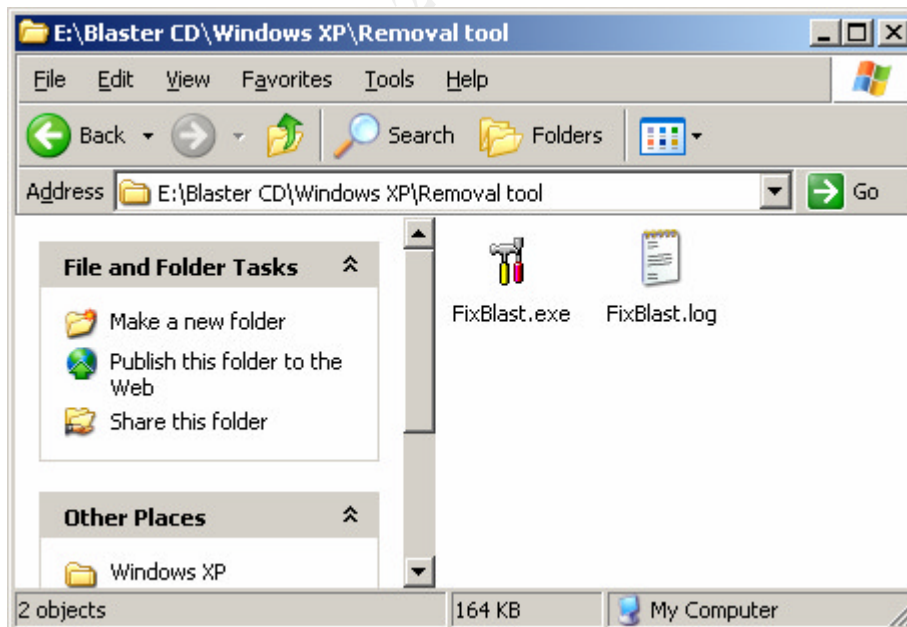 E:\Blaster CD\Windows XP\Removal tool
File Edit View Favorites Tools Help
Back Search Folders
Address E:\Blaster CD\Windows XP\Removal tool Go
File and Folder Tasks
Make a new folder
Publish this folder to the
Web
Share this folder
Other Places
Windows XP
FixBlast.exe FixBlast.log
2 objects 164 KB My Computer